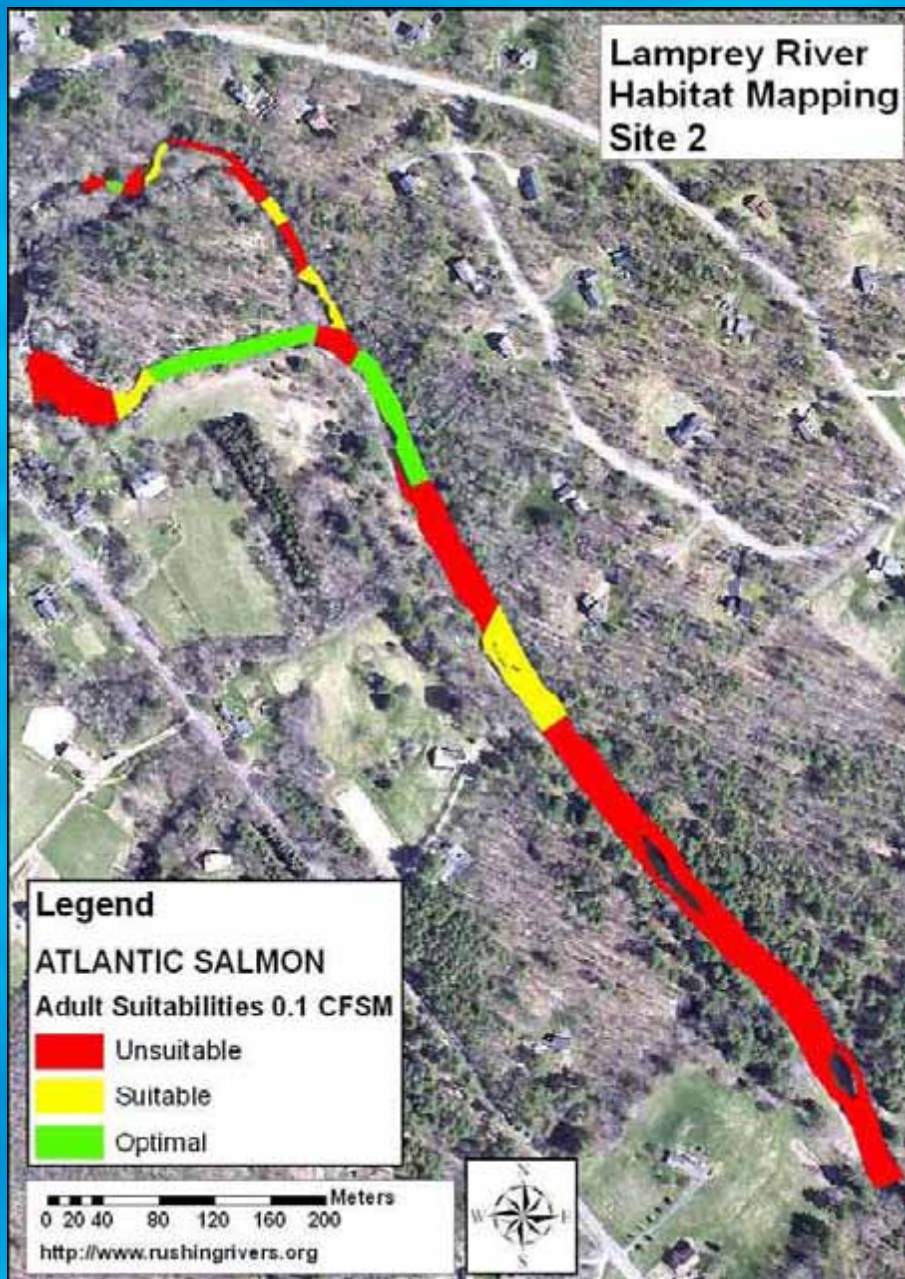 Lamprey River
Habitat Mapping
Site 2
Legend
ATLANTIC SALMON
Adult Suitabilities 0.1 CFSM
Unsuitable
Suitable
Optimal
Meters
0 20 40 80 120 160 200
http://www.rushingrivers.org
N
W E
S